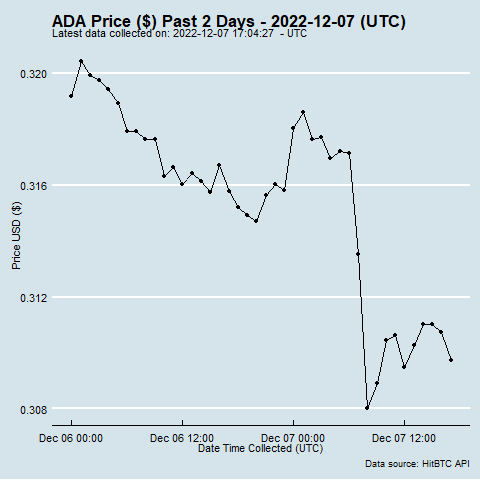 ADA Price ($) Past 2 Days - 2022-12-07 (UTC)
Latest data collected on: 2022-12-07 17:04:27  - UTC
0.320
0.316
0.312
0.308
Price USD ($)
Dec 06 00:00
Dec 06 12:00
Dec 07 00:00
Dec 07 12:00
Date Time Collected (UTC)
Data source: HitBTC API